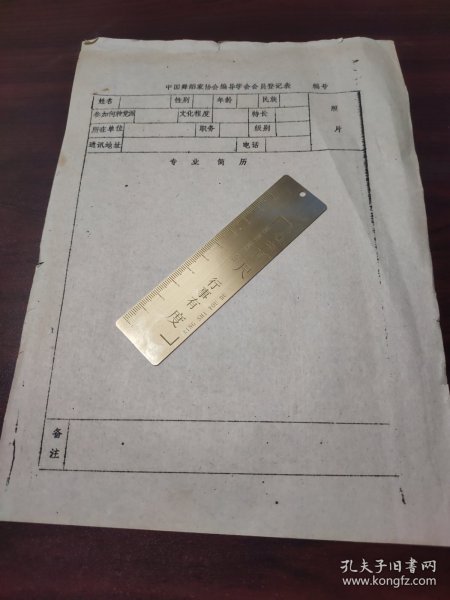 中国舞蹈家协会编导学会会员登记表 编号
姓名 性别 年龄 民族
参加何种党派 文化程度 特长
所在单位 职务 级别
通讯地址 电话
照片
专业简历
尺
行事有度
备注
孔夫子旧书网
www.kongfz.com